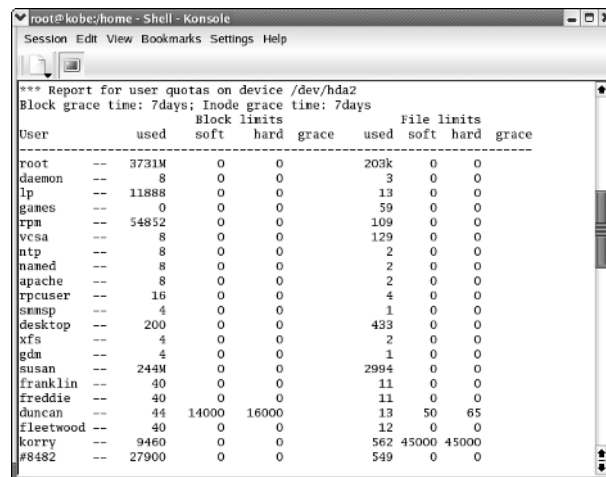 root@kobe:/home - Shell - Konsole
Session Edit View Bookmarks Settings Help
*** Report for user quotas on device /dev/hda2
Block grace time: 7days; Inode grace time: 7days
Block limits File limits
User used soft hard grace used soft hard grace
----------------------------------------------------------------------
root -- 3731M 0 0 203k 0 0
daemon -- 8 0 0 3 0 0
lp -- 11888 0 0 13 0 0
games -- 0 0 0 59 0 0
rpm -- 54852 0 0 109 0 0
vcsa -- 8 0 0 129 0 0
ntp -- 8 0 0 2 0 0
named -- 8 0 0 2 0 0
apache -- 8 0 0 2 0 0
rpcuser -- 16 0 0 4 0 0
smmsp -- 4 0 0 1 0 0
desktop -- 200 0 0 433 0 0
xfs -- 4 0 0 2 0 0
gdm -- 4 0 0 1 0 0
susan -- 244M 0 0 2994 0 0
franklin -- 40 0 0 11 0 0
freddie -- 40 0 0 11 0 0
duncan -- 44 14000 16000 13 50 65
fleetwood -- 40 0 0 12 0 0
korry -- 9460 0 0 562 45000 45000
#8482 -- 27900 0 0 549 0 0